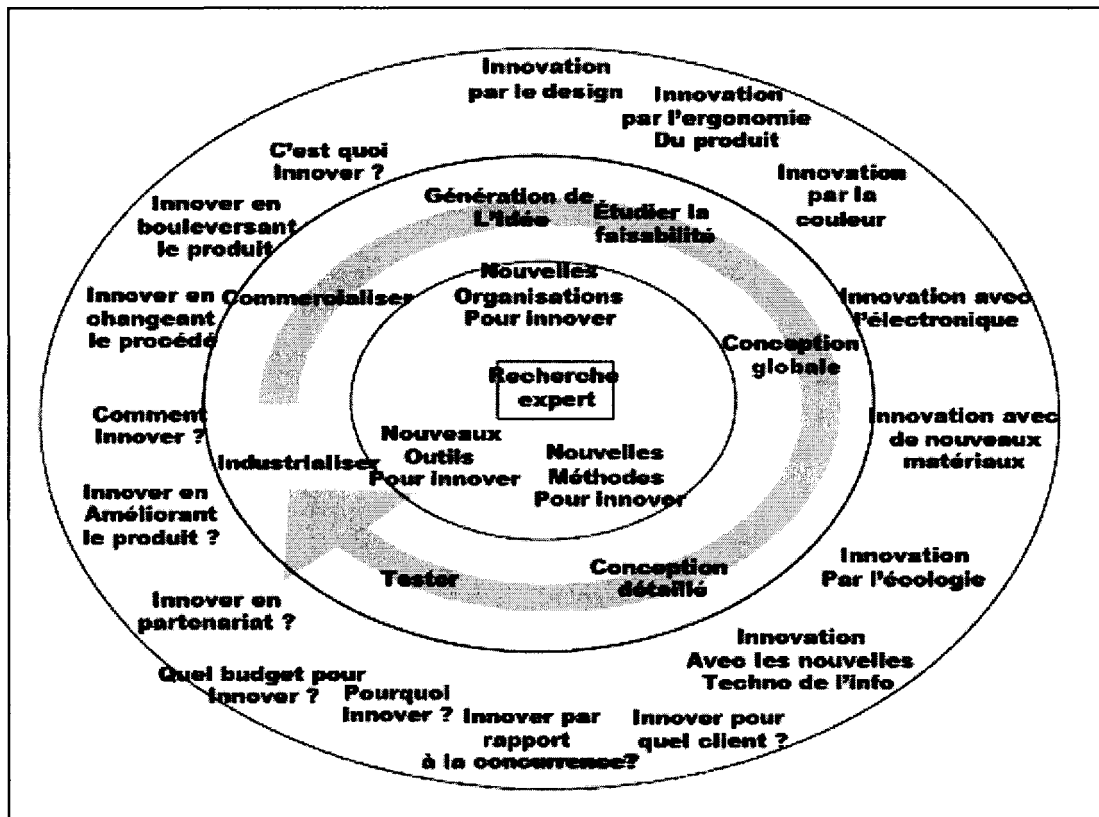 Innovation
par le design
Innovation
par l'ergonomie
Du produit
Innovation
par la
couleur
Innovation avec
l'électronique
Innovation avec
de nouveaux
matériaux
Innovation
Par l'écologie
Innovation
Avec les nouvelles
Techno de l'info
Innover pour
quel client ?
Innover par
rapport
à la concurrence?
Pourquoi
Innover ?
Quel budget pour
Innover ?
Innover en
partenariat ?
Innover en
Améliorant
le produit ?
Comment
Innover ?
Innover en
changeant
le procédé
Innover en
bouleversant
le produit
C'est quoi
Innover ?
Génération de
L'Idée
Étudier la
faisabilité
Conception
globale
Conception
détaillé
Tester
Industrialiser
Commercialiser
Nouvelles
Organisations
Pour innover
Recherche
expert
Nouveaux
Outils
Pour innover
Nouvelles
Méthodes
Pour innover